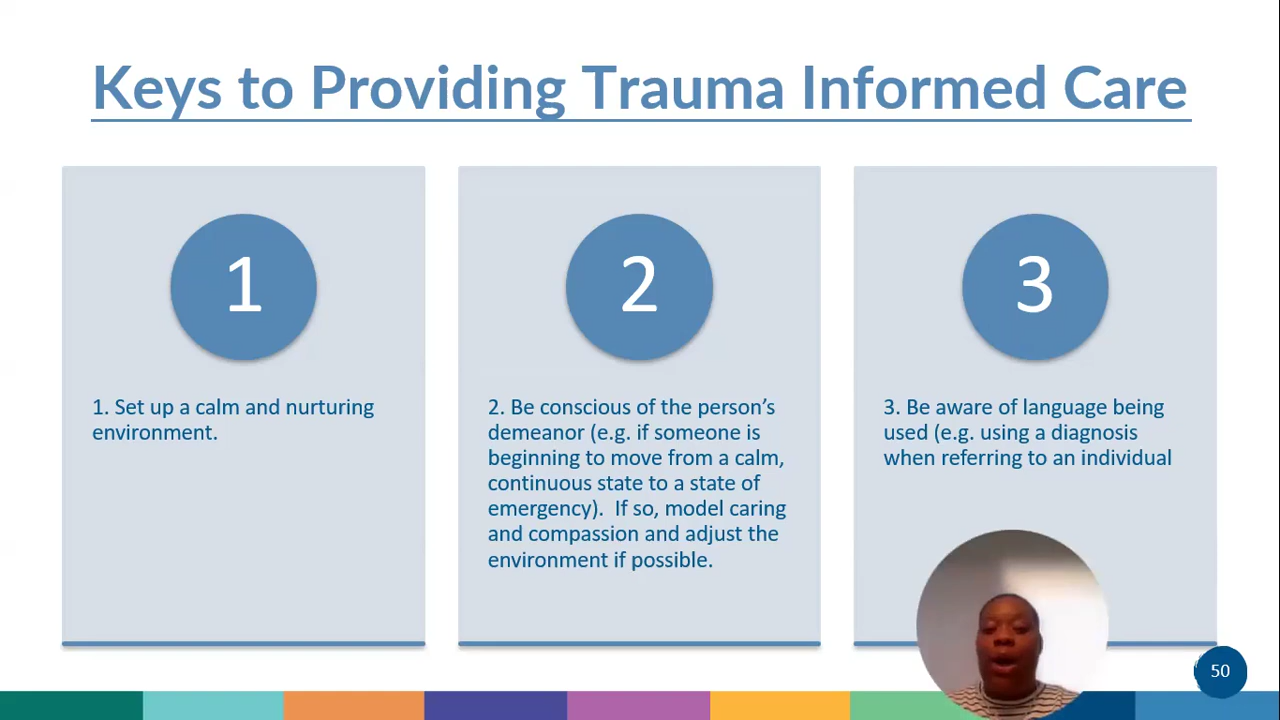 Keys to Providing Trauma Informed Care
1
1. Set up a calm and nurturing
environment.
2
2. Be conscious of the person’s
demeanor (e.g. if someone is
beginning to move from a calm,
continuous state to a state of
emergency).  If so, model caring
and compassion and adjust the
environment if possible.
3
3. Be aware of language being
used (e.g. using a diagnosis
when referring to an individual
50